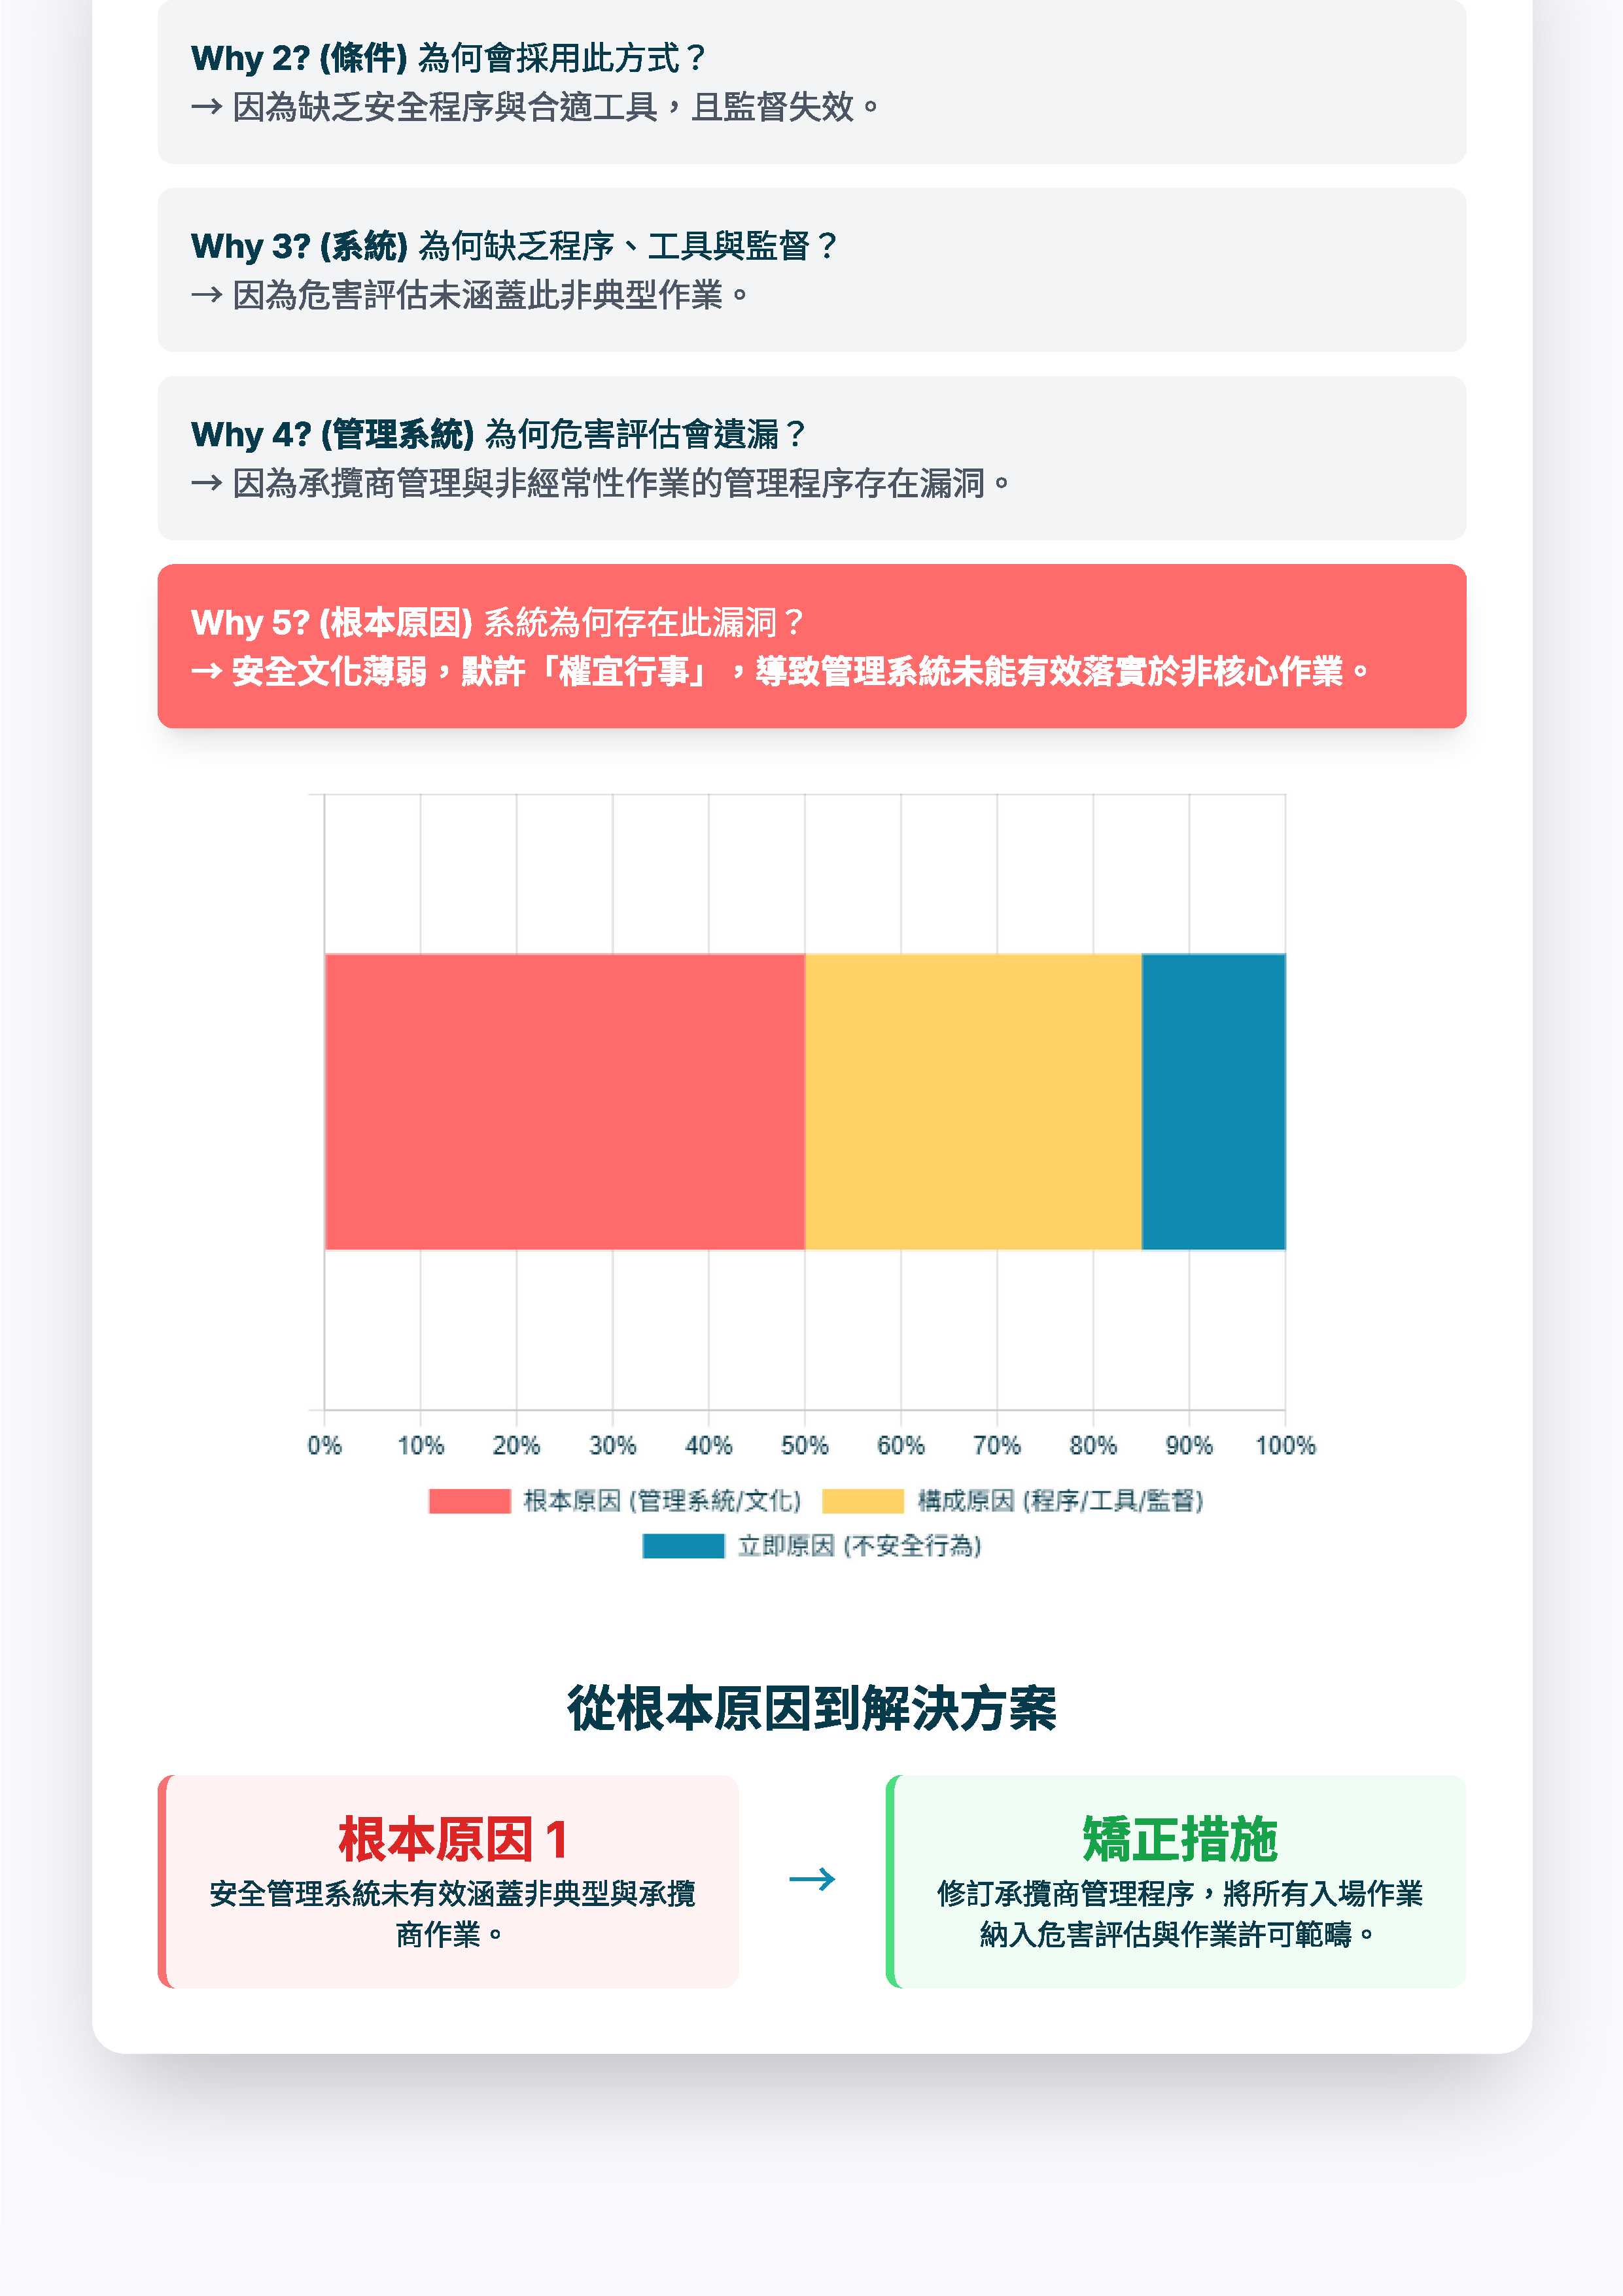 Why 2? (條件) 為何會採用此方式？
→ 因為缺乏安全程序與合適工具，且監督失效。
Why 3? (系統) 為何缺乏程序、工具與監督？
→ 因為危害評估未涵蓋此非典型作業。
Why 4? (管理系統) 為何危害評估會遺漏？
→ 因為承攬商管理與非經常性作業的管理程序存在漏洞。
Why 5? (根本原因) 系統為何存在此漏洞？
→ 安全文化薄弱，默許「權宜行事」，導致管理系統未能有效落實於非核心作業。
0% 10% 20% 30% 40% 50% 60% 70% 80% 90% 100%
根本原因 (管理系統/文化) 構成原因 (程序/工具/監督)
立即原因 (不安全行為)
從根本原因到解決方案
根本原因 1
安全管理系統未有效涵蓋非典型與承攬
商作業。
→
矯正措施
修訂承攬商管理程序，將所有入場作業
納入危害評估與作業許可範疇。